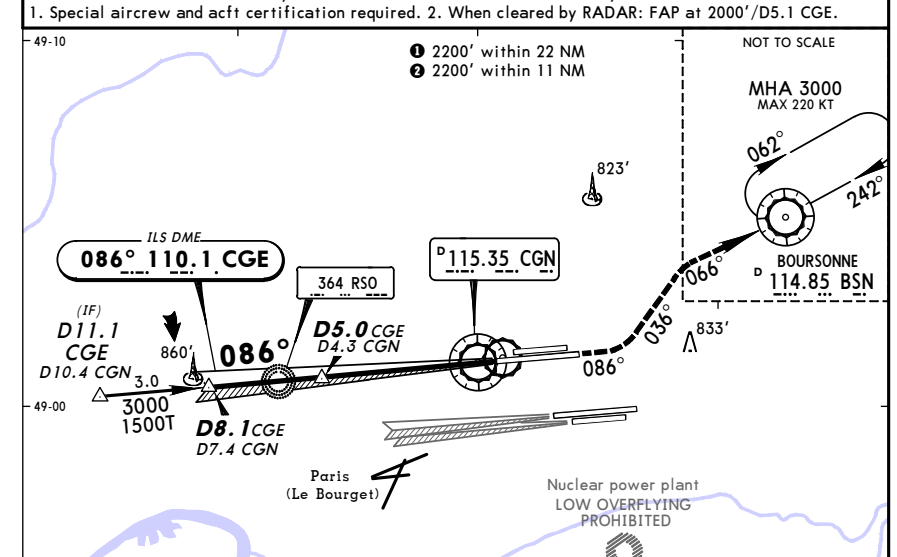 1. Special aircrew and acft certification required. 2. When cleared by RADAR: FAP at 2000'/D5.1 CGE.
49-10
❶ 2200' within 22 NM
❷ 2200' within 11 NM
NOT TO SCALE
MHA 3000
MAX 220 KT
062°
242°
823'
ILS DME
086° 110.1 CGE
364 RSO
D 115.35 CGN
066°
BOURSONNE
D 114.85 BSN
(IF)
D11.1
CGE
D10.4 CGN
860'
086°
D5.0 CGE
D4.3 CGN
036°
833'
086°
3.0
3000
1500T
49-00
D8.1 CGE
D7.4 CGN
Paris
(Le Bourget)
Nuclear power plant
LOW OVERFLYING
PROHIBITED